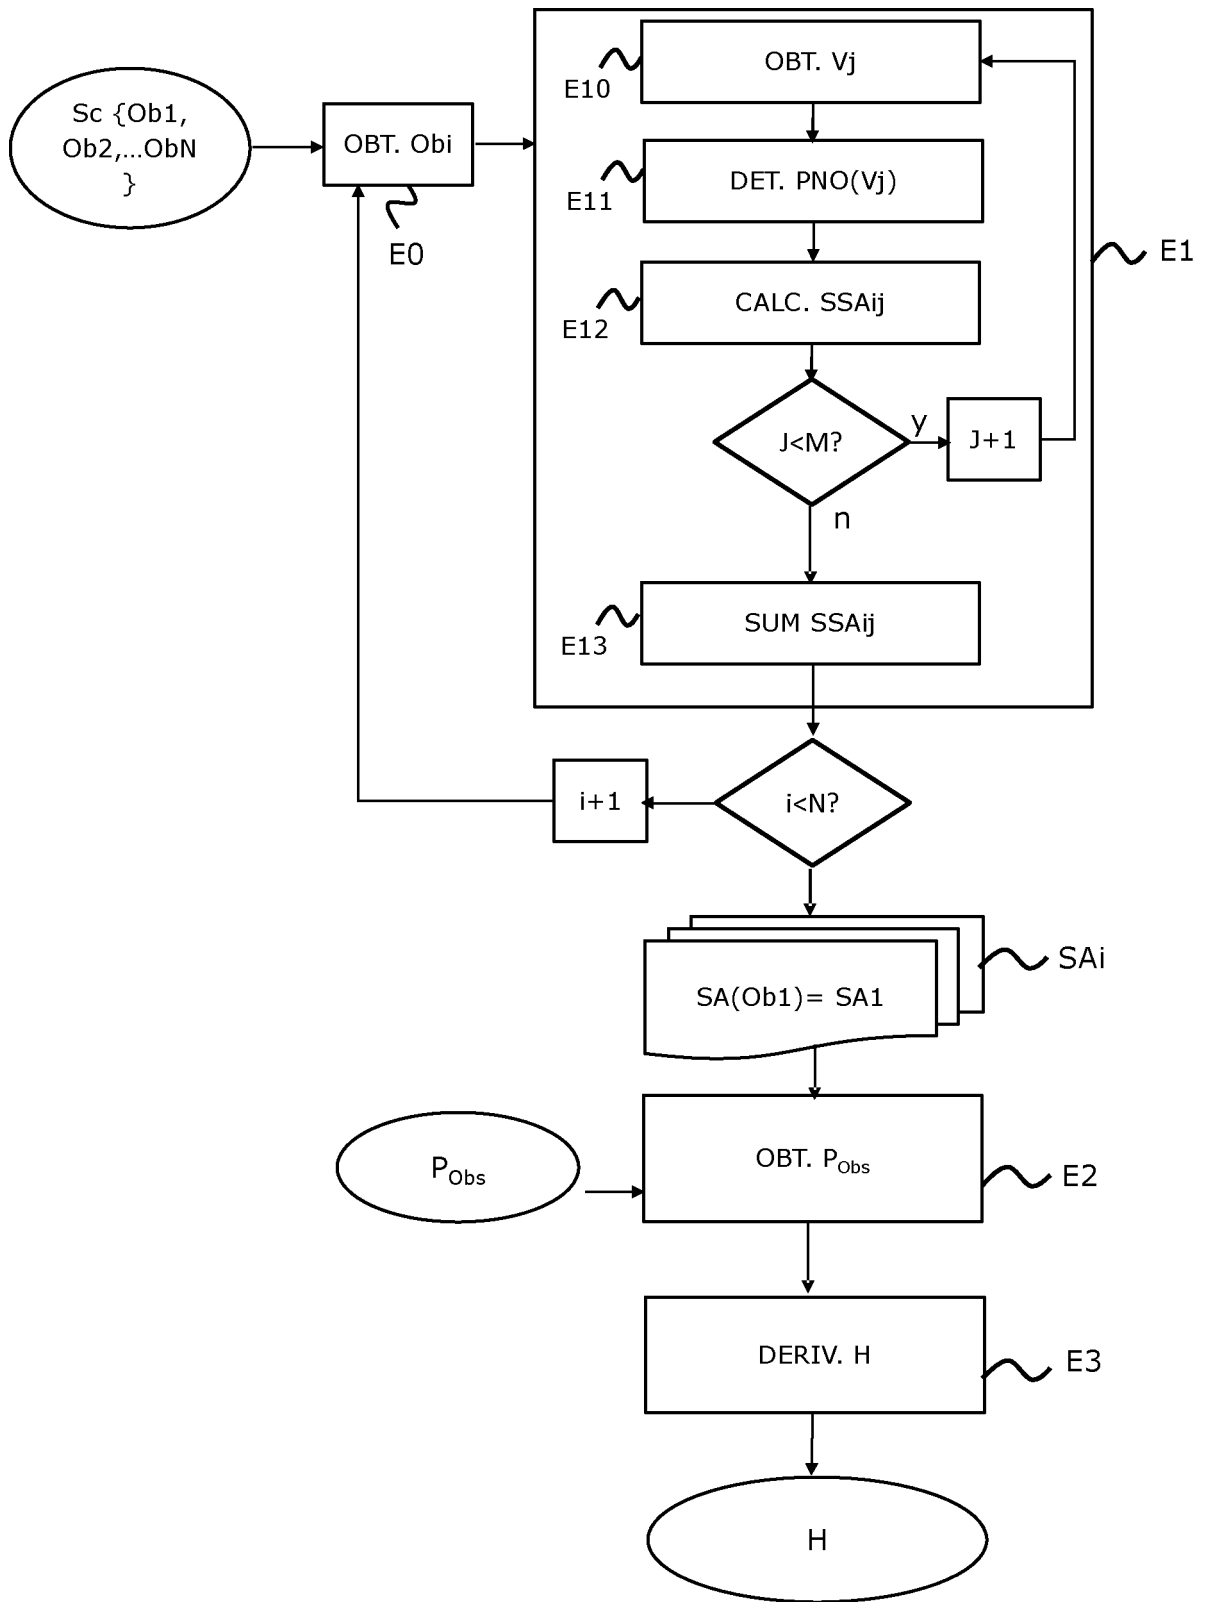 OBT. Vj
E10
Sc {Ob1,
Ob2,...ObN
}
OBT. Obi
E0
DET. PNO(Vj)
E11
E1
CALC. SSAij
E12
J<M?
y
J+1
n
SUM SSAij
E13
i<N?
i+1
SAi
SA(Ob1)= SA1
PObs
OBT. PObs
E2
DERIV. H
E3
H